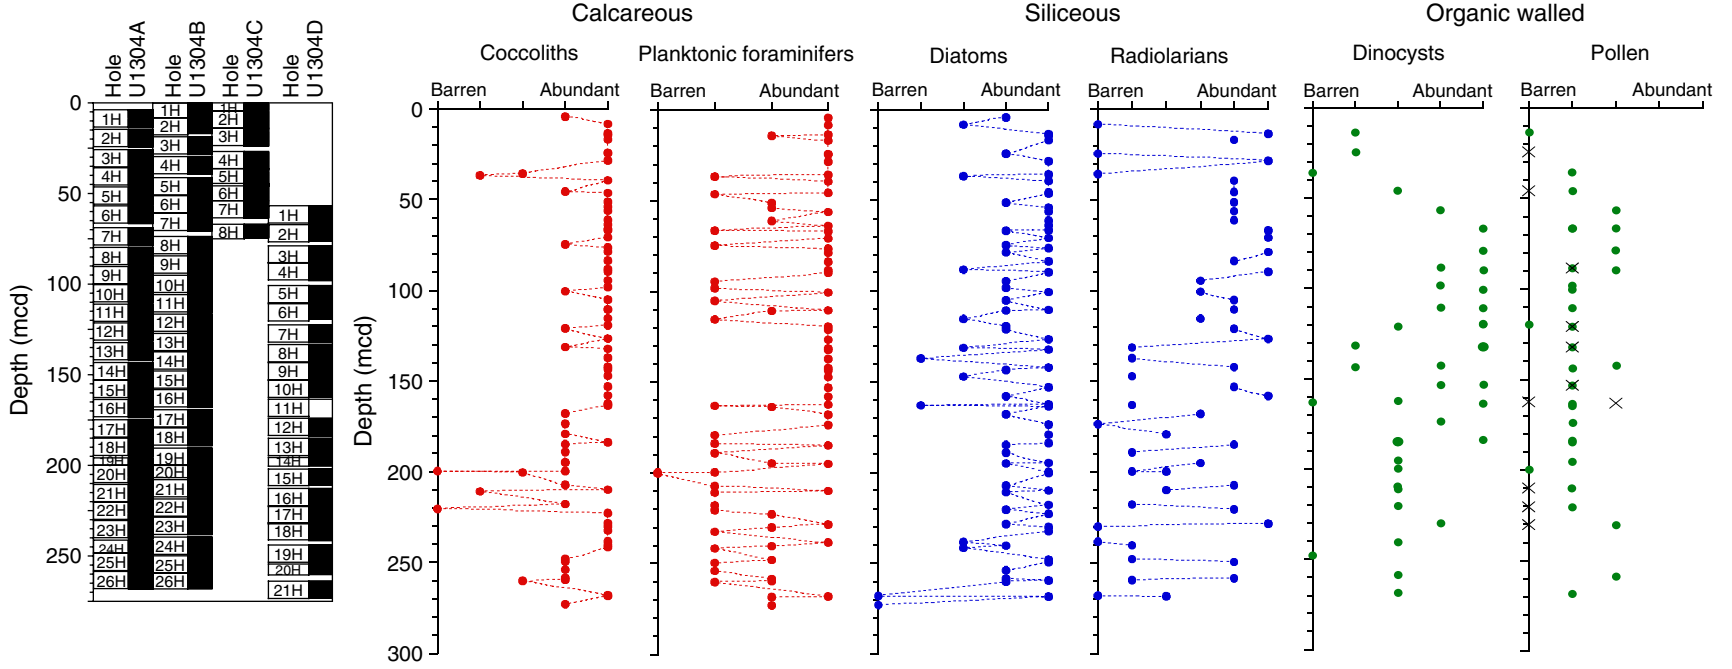 Calcareous
Siliceous
Organic walled
Coccoliths
Planktonic foraminifers
Diatoms
Radiolarians
Dinocysts
Pollen
Barren Abundant
Barren Abundant
Barren Abundant
Barren Abundant
Barren Abundant
Barren Abundant
Hole U1304A
Hole U1304B
Hole U1304C
Hole U1304D
Depth (mcd)
0
50
100
150
200
250
1H
2H
3H
4H
5H
6H
7H
8H
9H
10H
11H
12H
13H
14H
15H
16H
17H
18H
19H
20H
21H
22H
23H
24H
25H
26H
1H
2H
3H
4H
5H
6H
7H
8H
9H
10H
11H
12H
13H
14H
15H
16H
17H
18H
19H
20H
21H
22H
23H
24H
25H
26H
1H
2H
3H
4H
5H
6H
7H
8H
1H
2H
3H
4H
5H
6H
7H
8H
9H
10H
11H
12H
13H
14H
15H
16H
17H
18H
19H
20H
21H
Depth (mcd)
0
50
100
150
200
250
300